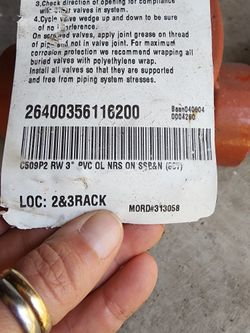 3.Check direction of opening for compliance
with other valves in system.
4.Cycle valve wedge up and down to be sure
of no interference.
On screwed valves, apply joint grease on thread
of pipe and not in valve joint. For maximum
corrosion protection we recommend wrapping all
buried valves with polyethylene wrap.
Install all valves so that they are supported
and free from piping system stresses.
26400356116200
0004260
C509P2 RW 3" PVC OL NRS ON SSB&N
LOC: 2&3RACK
MORD#313058